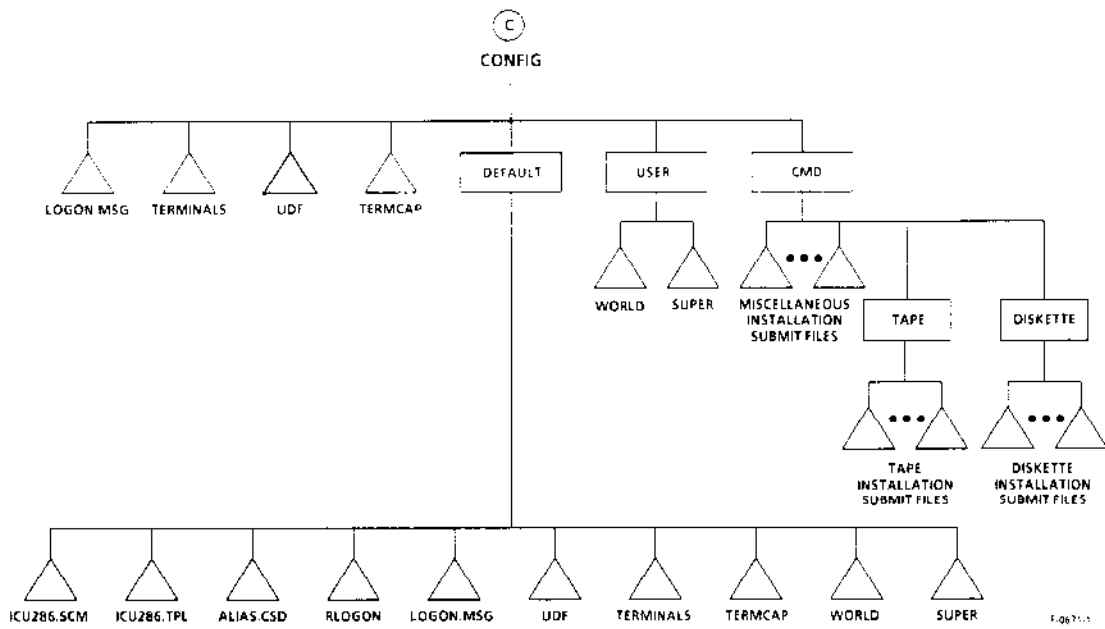 C
CONFIG
DEFAULT
USER
CMD
LOGON.MSG
TERMINALS
UDF
TERMCAP
WORLD
SUPER
MISCELLANEOUS
INSTALLATION
SUBMIT FILES
TAPE
DISKETTE
TAPE
INSTALLATION
SUBMIT FILES
DISKETTE
INSTALLATION
SUBMIT FILES
ICU286.SCM
ICU286.TPL
ALIAS.CSD
RLOGON
LOGON.MSG
UDF
TERMINALS
TERMCAP
WORLD
SUPER